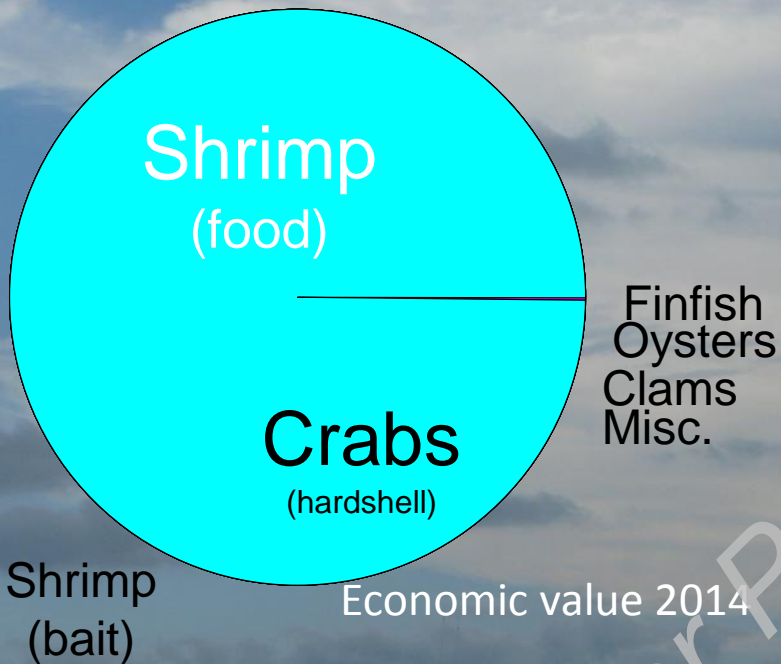 Shrimp
(food)
Finfish
Oysters
Clams
Misc.
Crabs
(hardshell)
Shrimp
(bait)
Economic value 2014